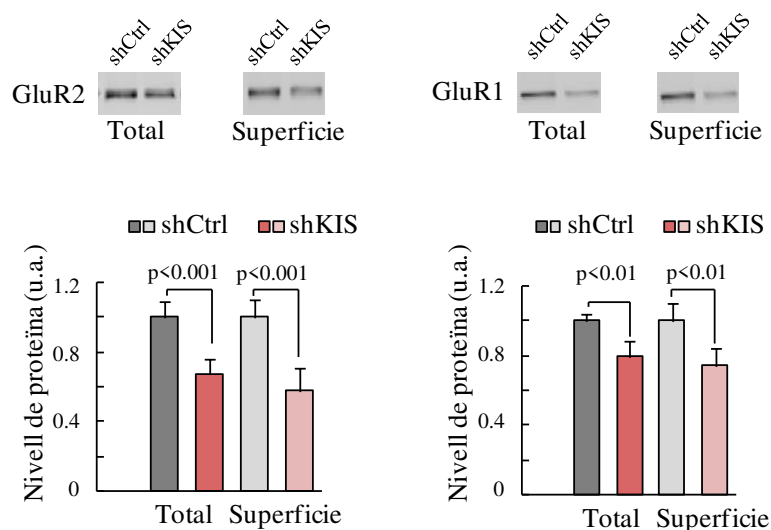 shCtrl shKIS shCtrl shKIS
GluR2
Total Superficie
shCtrl shKIS shCtrl shKIS
GluR1
Total Superficie
shCtrl shKIS
p<0.001 p<0.001
Nivell de proteïna (u.a.)
1.2
0.8
0.4
0
Total Superficie
shCtrl shKIS
p<0.01 p<0.01
Nivell de proteïna (u.a.)
1.2
0.8
0.4
0
Total Superficie